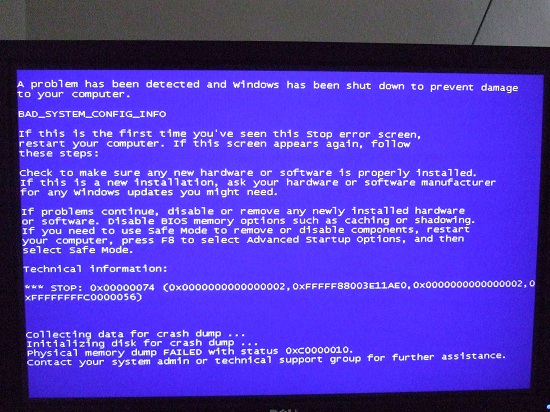 A problem has been detected and Windows has been shut down to prevent damage
to your computer.
BAD_SYSTEM_CONFIG_INFO
If this is the first time you've seen this Stop error screen,
restart your computer. If this screen appears again, follow
these steps:
Check to make sure any new hardware or software is properly installed.
If this is a new installation, ask your hardware or software manufacturer
for any Windows updates you might need.
If problems continue, disable or remove any newly installed hardware
or software. Disable BIOS memory options such as caching or shadowing.
If you need to use Safe Mode to remove or disable components, restart
your computer, press F8 to select Advanced Startup Options, and then
select Safe Mode.
Technical information:
*** STOP: 0x00000074 (0x0000000000000002,0xFFFFF88003E11AE0,0x0000000000000002,0
xFFFFFFFFC0000056)
Collecting data for crash dump ...
Initializing disk for crash dump ...
Physical memory dump FAILED with status 0xC0000010.
Contact your system admin or technical support group for further assistance.